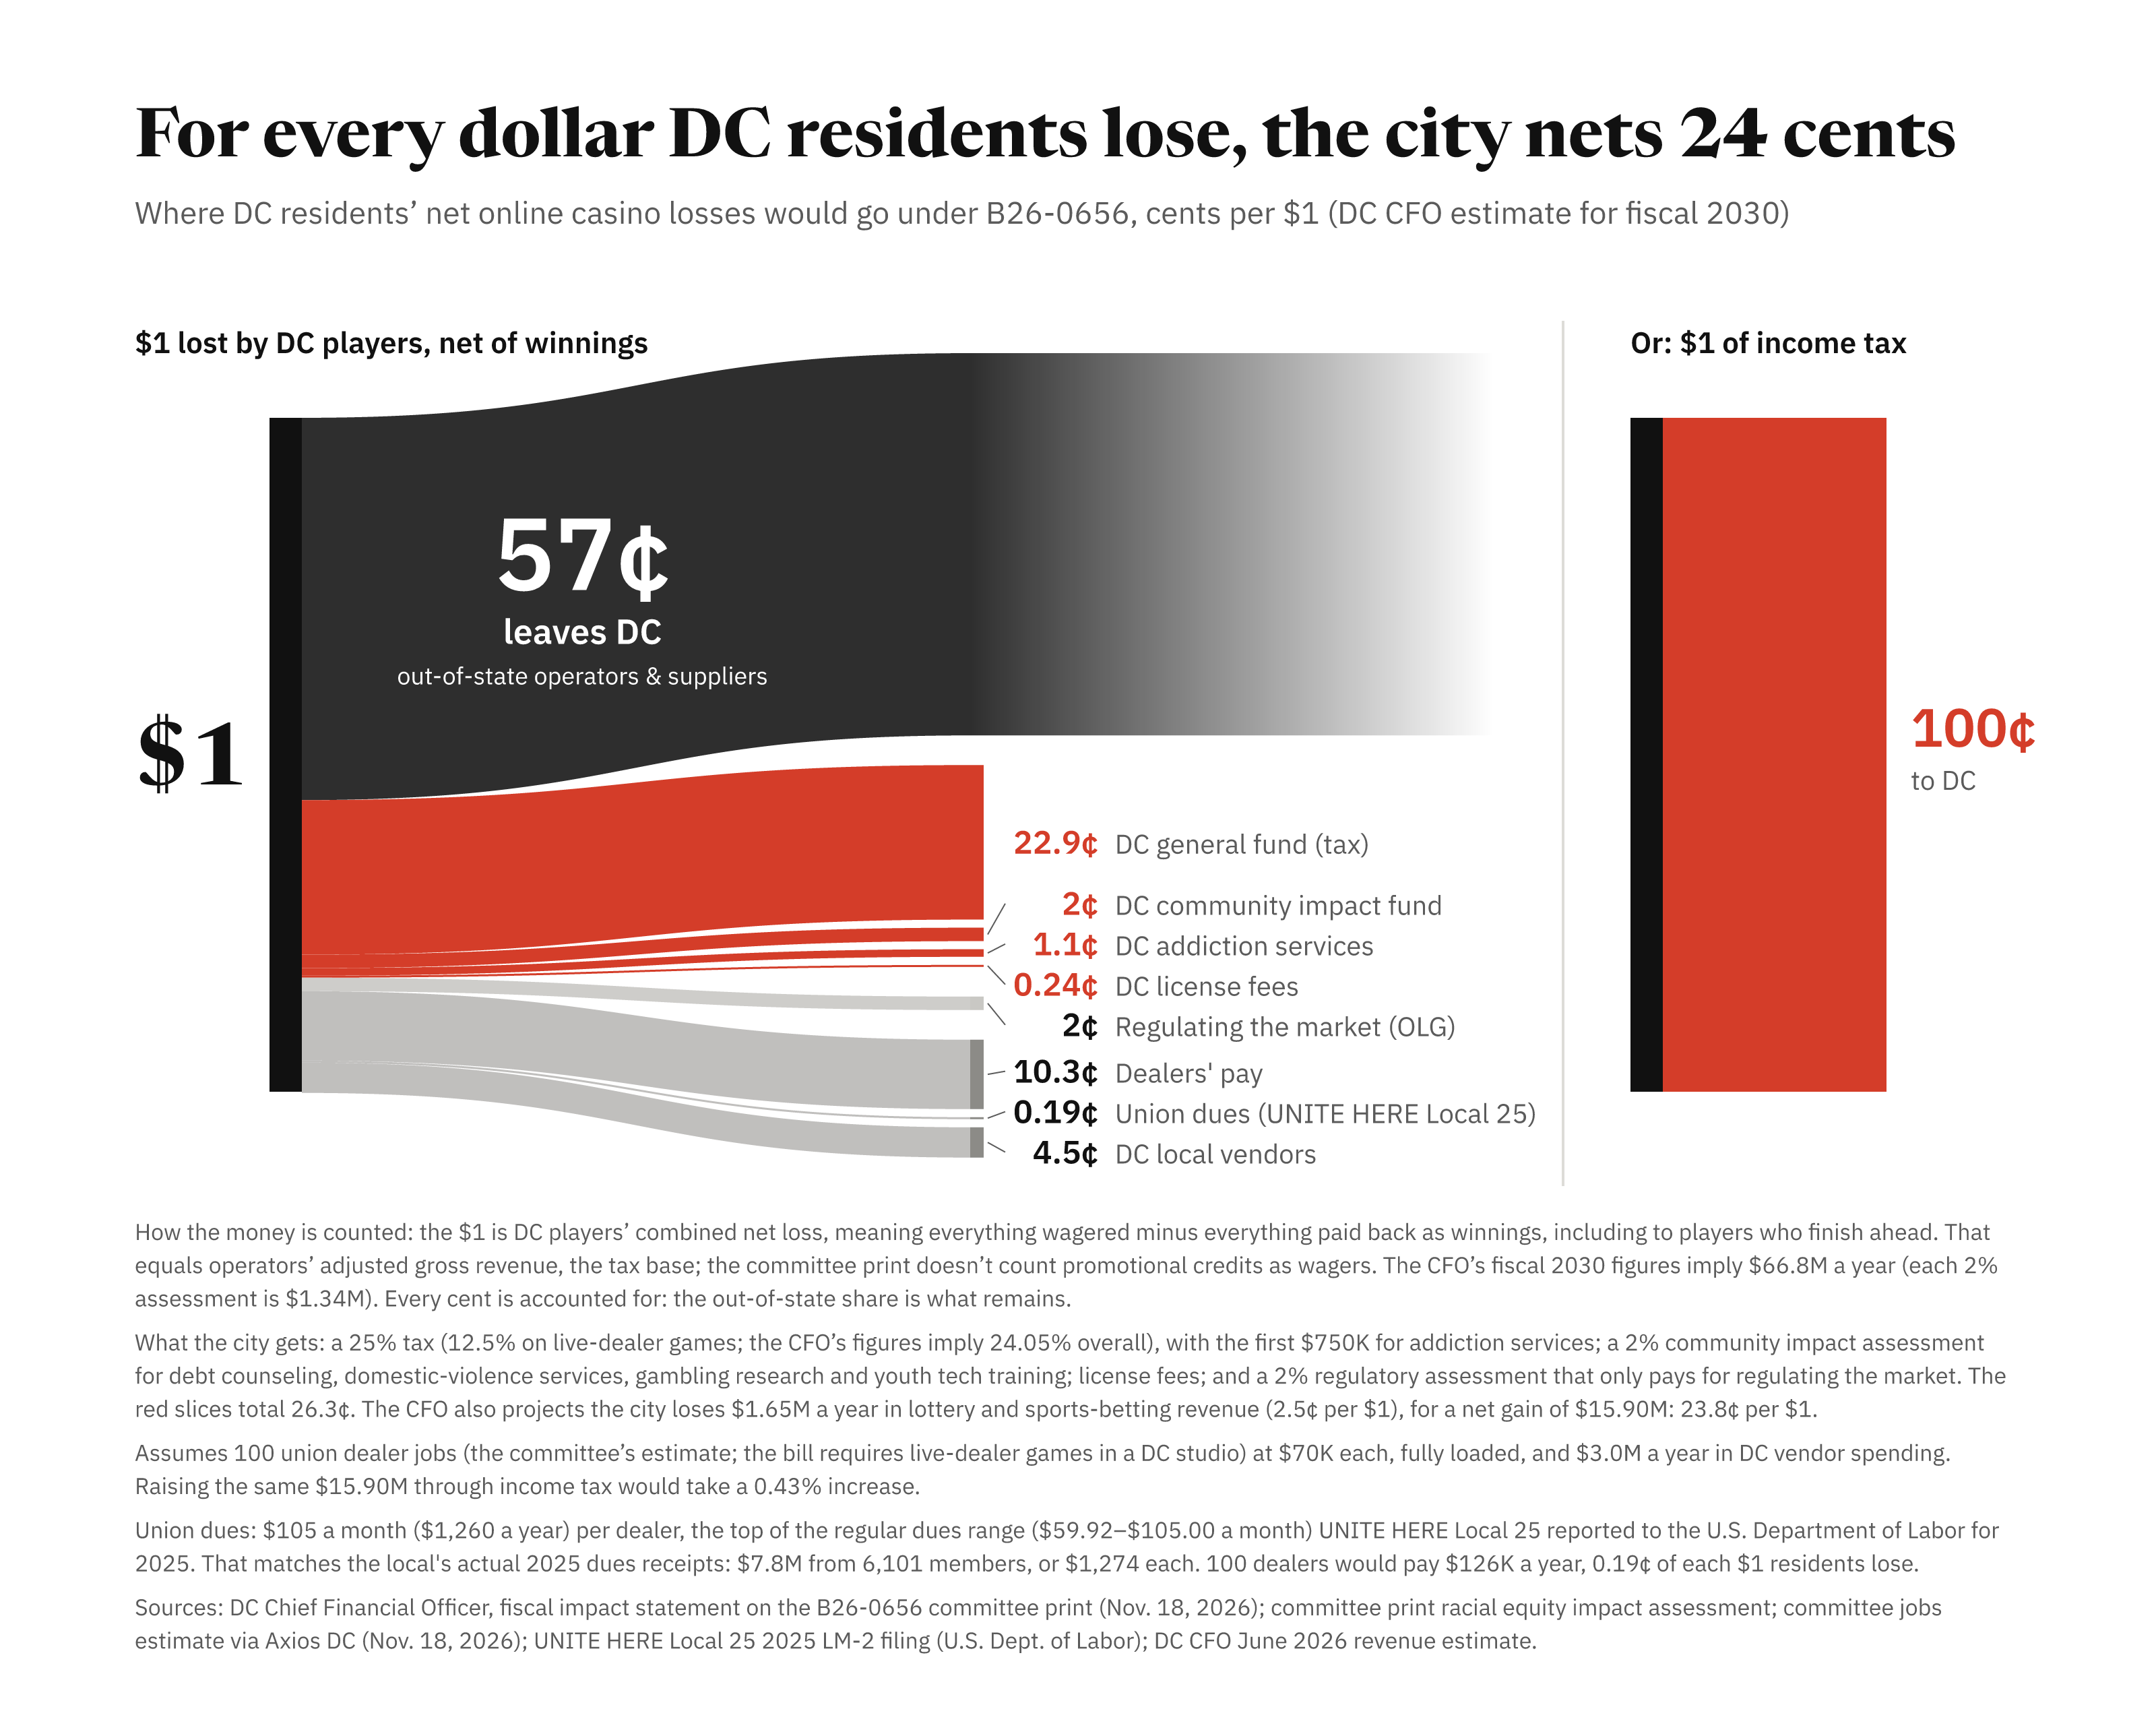 For every dollar DC residents lose, the city nets 24 cents
Where DC residents’ net online casino losses would go under B26-0656, cents per $1 (DC CFO estimate for fiscal 2030)
$1 lost by DC players, net of winnings
Or: $1 of income tax
57¢
leaves DC
out-of-state operators & suppliers
$1
100¢
to DC
22.9¢ DC general fund (tax)
2¢ DC community impact fund
1.1¢ DC addiction services
0.24¢ DC license fees
2¢ Regulating the market (OLG)
10.3¢ Dealers' pay
0.19¢ Union dues (UNITE HERE Local 25)
4.5¢ DC local vendors
How the money is counted: the $1 is DC players’ combined net loss, meaning everything wagered minus everything paid back as winnings, including to players who finish ahead. That
equals operators’ adjusted gross revenue, the tax base; the committee print doesn’t count promotional credits as wagers. The CFO’s fiscal 2030 figures imply $66.8M a year (each 2%
assessment is $1.34M). Every cent is accounted for: the out-of-state share is what remains.
What the city gets: a 25% tax (12.5% on live-dealer games; the CFO’s figures imply 24.05% overall), with the first $750K for addiction services; a 2% community impact assessment
for debt counseling, domestic-violence services, gambling research and youth tech training; license fees; and a 2% regulatory assessment that only pays for regulating the market. The
red slices total 26.3¢. The CFO also projects the city loses $1.65M a year in lottery and sports-betting revenue (2.5¢ per $1), for a net gain of $15.90M: 23.8¢ per $1.
Assumes 100 union dealer jobs (the committee’s estimate; the bill requires live-dealer games in a DC studio) at $70K each, fully loaded, and $3.0M a year in DC vendor spending.
Raising the same $15.90M through income tax would take a 0.43% increase.
Union dues: $105 a month ($1,260 a year) per dealer, the top of the regular dues range ($59.92–$105.00 a month) UNITE HERE Local 25 reported to the U.S. Department of Labor for
2025. That matches the local's actual 2025 dues receipts: $7.8M from 6,101 members, or $1,274 each. 100 dealers would pay $126K a year, 0.19¢ of each $1 residents lose.
Sources: DC Chief Financial Officer, fiscal impact statement on the B26-0656 committee print (Nov. 18, 2026); committee print racial equity impact assessment; committee jobs
estimate via Axios DC (Nov. 18, 2026); UNITE HERE Local 25 2025 LM-2 filing (U.S. Dept. of Labor); DC CFO June 2026 revenue estimate.